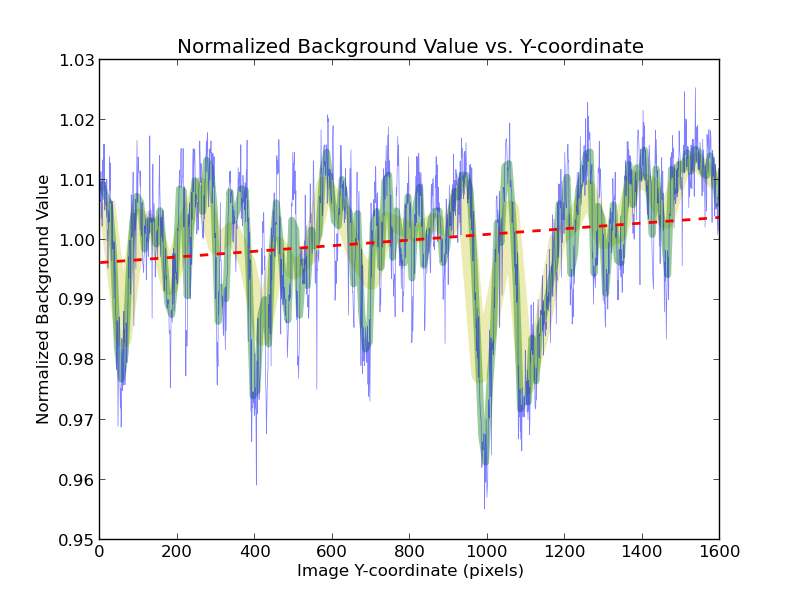 Normalized Background Value vs. Y-coordinate
1.03
1.02
1.01
1.00
0.99
0.98
0.97
0.96
0.95
Normalized Background Value
0 200 400 600 800 1000 1200 1400 1600
Image Y-coordinate (pixels)